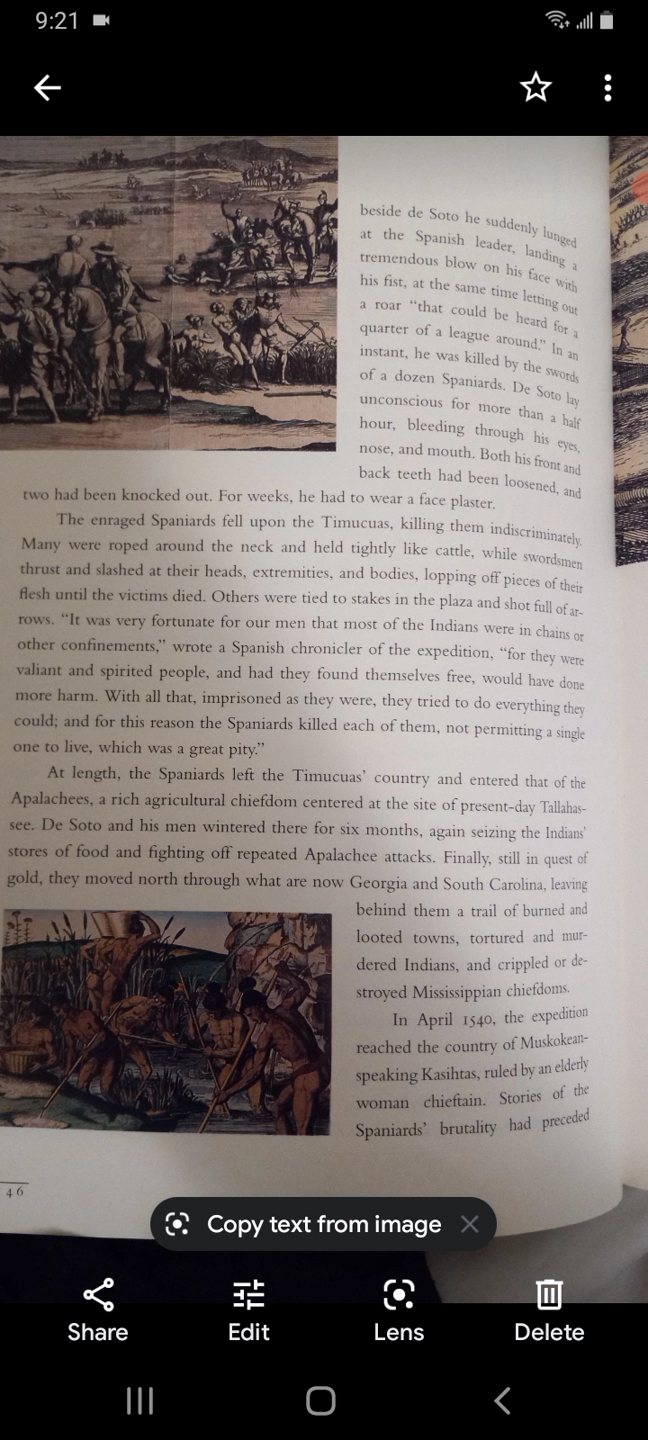 9:21
beside de Soto he suddenly lunged
at the Spanish leader, landing a
tremendous blow on his face with
his fist, at the same time letting out
a roar “that could be heard for a
quarter of a league around.” In an
instant, he was killed by the swords
of a dozen Spaniards. De Soto lay
unconscious for more than a half
hour, bleeding through his eyes,
nose, and mouth. Both his front and
back teeth had been loosened, and
two had been knocked out. For weeks, he had to wear a face plaster.
The enraged Spaniards fell upon the Timucuas, killing them indiscriminately.
Many were roped around the neck and held tightly like cattle, while swordsmen
thrust and slashed at their heads, extremities, and bodies, lopping off pieces of their
flesh until the victims died. Others were tied to stakes in the plaza and shot full of ar-
rows. “It was very fortunate for our men that most of the Indians were in chains or
other confinements,” wrote a Spanish chronicler of the expedition, “for they were
valiant and spirited people, and had they found themselves free, would have done
more harm. With all that, imprisoned as they were, they tried to do everything they
could; and for this reason the Spaniards killed each of them, not permitting a single
one to live, which was a great pity.”
At length, the Spaniards left the Timucuas’ country and entered that of the
Apalachees, a rich agricultural chiefdom centered at the site of present-day Tallahas-
see. De Soto and his men wintered there for six months, again seizing the Indians’
stores of food and fighting off repeated Apalachee attacks. Finally, still in quest of
gold, they moved north through what are now Georgia and South Carolina, leaving
behind them a trail of burned and
looted towns, tortured and mur-
dered Indians, and crippled or de-
stroyed Mississippian chiefdoms.
In April 1540, the expedition
reached the country of Muskokean-
speaking Kasihtas, ruled by an elderly
woman chieftain. Stories of the
Spaniards’ brutality had preceded
46
Copy text from image
Share
Edit
Lens
Delete